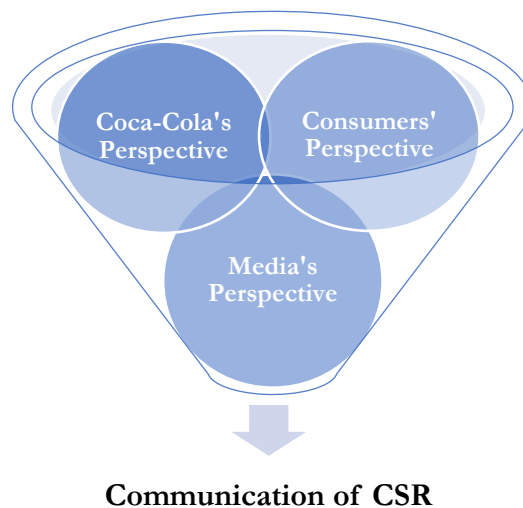 Coca-Cola's
Perspective
Consumers'
Perspective
Media's
Perspective
Communication of CSR